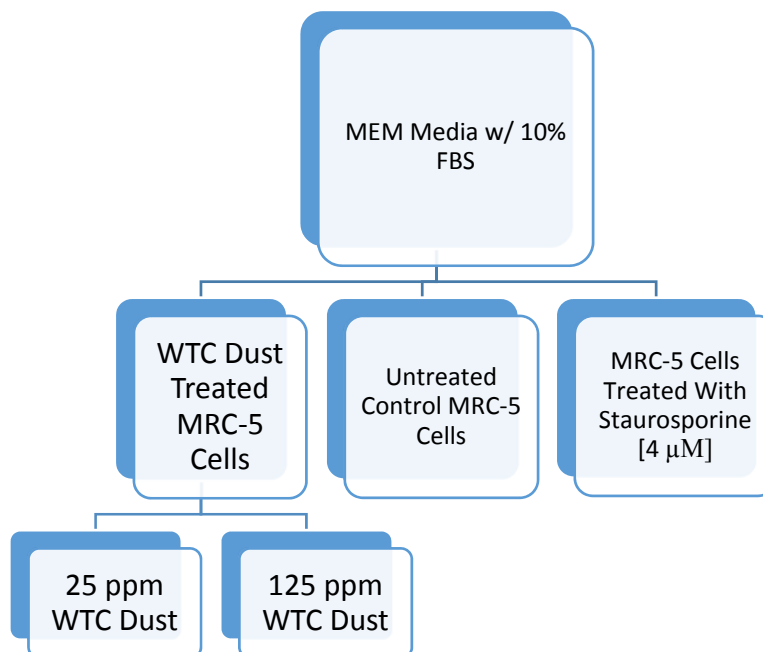 MEM Media w/ 10%
FBS
WTC Dust
Treated
MRC-5
Cells
Untreated
Control MRC-5
Cells
MRC-5 Cells
Treated With
Staurosporine
[4 μM]
25 ppm
WTC Dust
125 ppm
WTC Dust